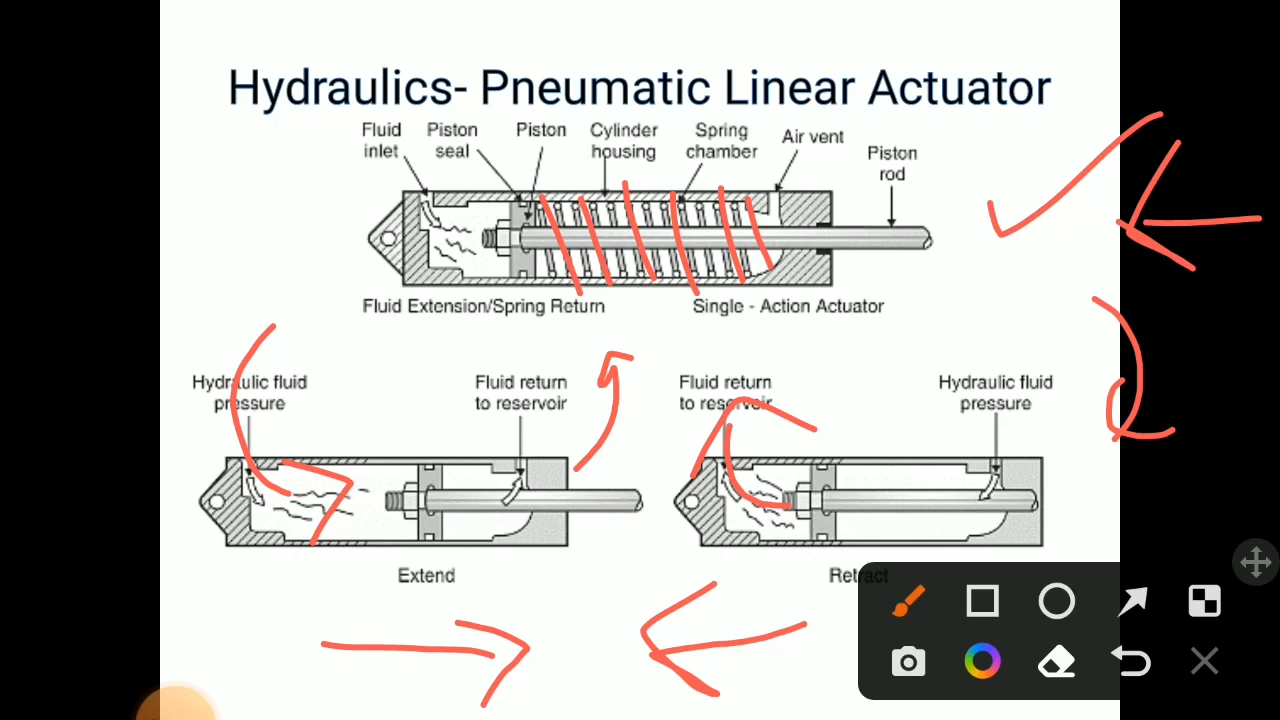 Hydraulics- Pneumatic Linear Actuator
Fluid
inlet
Piston
seal
Piston
Cylinder
housing
Spring
chamber
Air vent
Piston
rod
Fluid Extension/Spring Return
Single - Action Actuator
Hydraulic fluid
pressure
Fluid return
to reservoir
Fluid return
to reservoir
Hydraulic fluid
pressure
Extend
Retract